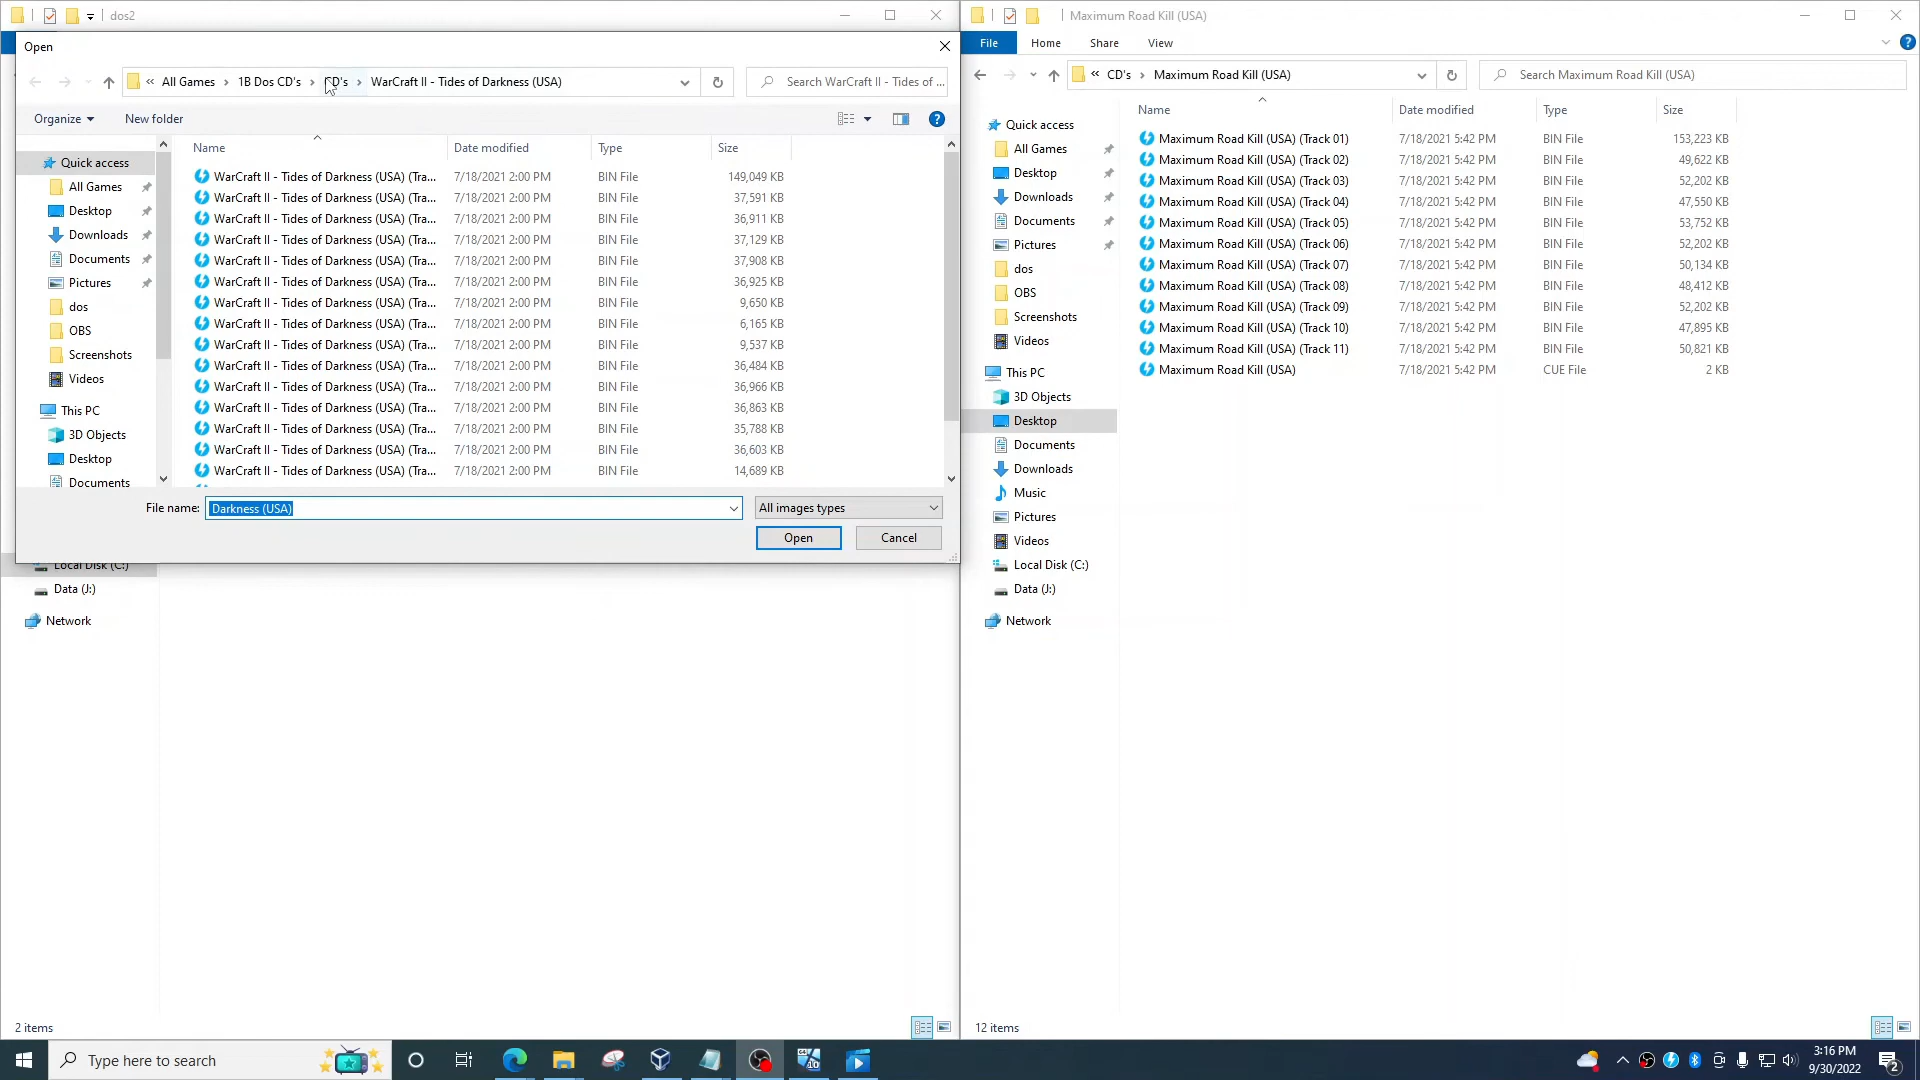 dos2
Open
« All Games › 1B Dos CD's › CD's › WarCraft II - Tides of Darkness (USA)
Search WarCraft II - Tides of ...
Organize
New folder
Quick access
All Games
Desktop
Downloads
Documents
Pictures
dos
OBS
Screenshots
Videos
This PC
3D Objects
Desktop
Documents
Name Date modified Type Size
WarCraft II - Tides of Darkness (USA) (Tra... 7/18/2021 2:00 PM BIN File 149,049 KB
WarCraft II - Tides of Darkness (USA) (Tra... 7/18/2021 2:00 PM BIN File 37,591 KB
WarCraft II - Tides of Darkness (USA) (Tra... 7/18/2021 2:00 PM BIN File 36,911 KB
WarCraft II - Tides of Darkness (USA) (Tra... 7/18/2021 2:00 PM BIN File 37,129 KB
WarCraft II - Tides of Darkness (USA) (Tra... 7/18/2021 2:00 PM BIN File 37,908 KB
WarCraft II - Tides of Darkness (USA) (Tra... 7/18/2021 2:00 PM BIN File 36,925 KB
WarCraft II - Tides of Darkness (USA) (Tra... 7/18/2021 2:00 PM BIN File 9,650 KB
WarCraft II - Tides of Darkness (USA) (Tra... 7/18/2021 2:00 PM BIN File 6,165 KB
WarCraft II - Tides of Darkness (USA) (Tra... 7/18/2021 2:00 PM BIN File 9,537 KB
WarCraft II - Tides of Darkness (USA) (Tra... 7/18/2021 2:00 PM BIN File 36,484 KB
WarCraft II - Tides of Darkness (USA) (Tra... 7/18/2021 2:00 PM BIN File 36,966 KB
WarCraft II - Tides of Darkness (USA) (Tra... 7/18/2021 2:00 PM BIN File 36,863 KB
WarCraft II - Tides of Darkness (USA) (Tra... 7/18/2021 2:00 PM BIN File 35,788 KB
WarCraft II - Tides of Darkness (USA) (Tra... 7/18/2021 2:00 PM BIN File 36,603 KB
WarCraft II - Tides of Darkness (USA) (Tra... 7/18/2021 2:00 PM BIN File 14,689 KB
File name: Darkness (USA)
All images types
Open
Cancel
Local Disk (C:)
Data (J:)
Network
2 items
Maximum Road Kill (USA)
File Home Share View
« CD's › Maximum Road Kill (USA)
Search Maximum Road Kill (USA)
Quick access
All Games
Desktop
Downloads
Documents
Pictures
dos
OBS
Screenshots
Videos
This PC
3D Objects
Desktop
Documents
Downloads
Music
Pictures
Videos
Local Disk (C:)
Data (J:)
Network
Name Date modified Type Size
Maximum Road Kill (USA) (Track 01) 7/18/2021 5:42 PM BIN File 153,223 KB
Maximum Road Kill (USA) (Track 02) 7/18/2021 5:42 PM BIN File 49,622 KB
Maximum Road Kill (USA) (Track 03) 7/18/2021 5:42 PM BIN File 52,202 KB
Maximum Road Kill (USA) (Track 04) 7/18/2021 5:42 PM BIN File 47,550 KB
Maximum Road Kill (USA) (Track 05) 7/18/2021 5:42 PM BIN File 53,752 KB
Maximum Road Kill (USA) (Track 06) 7/18/2021 5:42 PM BIN File 52,202 KB
Maximum Road Kill (USA) (Track 07) 7/18/2021 5:42 PM BIN File 50,134 KB
Maximum Road Kill (USA) (Track 08) 7/18/2021 5:42 PM BIN File 48,412 KB
Maximum Road Kill (USA) (Track 09) 7/18/2021 5:42 PM BIN File 52,202 KB
Maximum Road Kill (USA) (Track 10) 7/18/2021 5:42 PM BIN File 47,895 KB
Maximum Road Kill (USA) (Track 11) 7/18/2021 5:42 PM BIN File 50,821 KB
Maximum Road Kill (USA) 7/18/2021 5:42 PM CUE File 2 KB
12 items
Type here to search
3:16 PM
9/30/2022
2